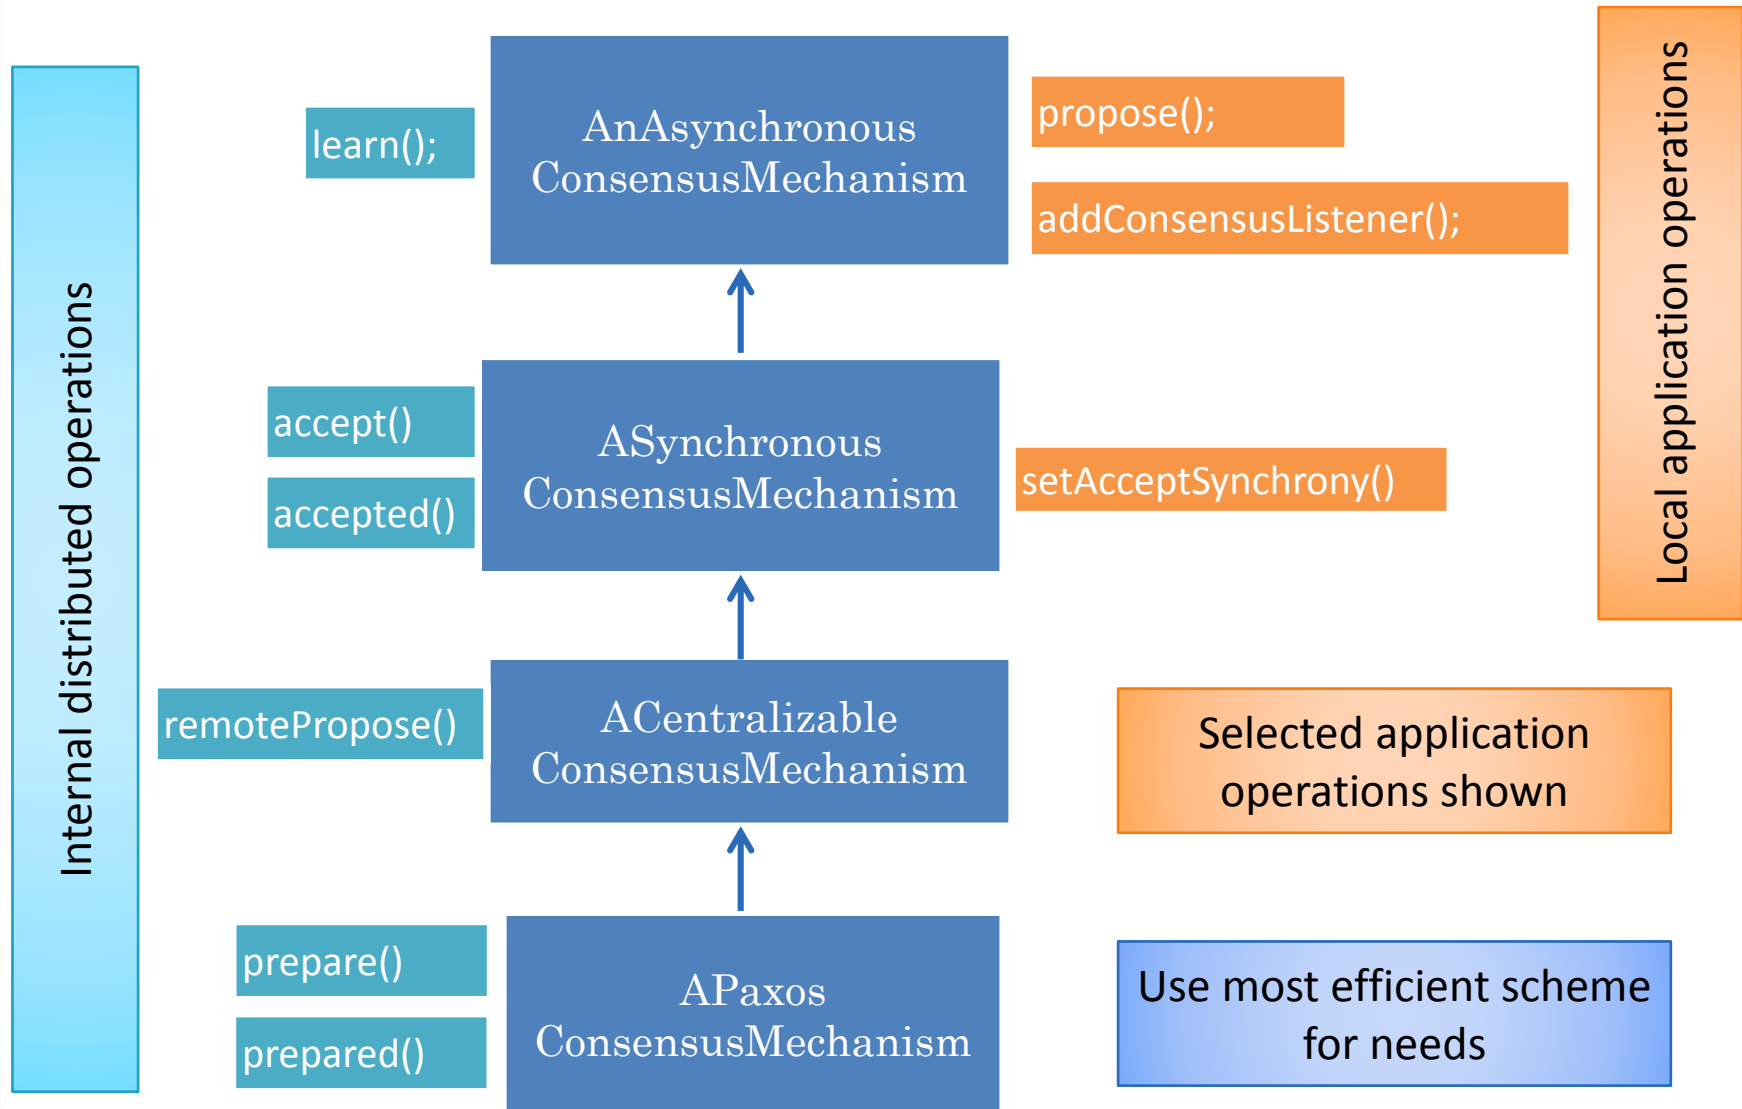 Internal distributed operations
learn();
AnAsynchronous
ConsensusMechanism
propose();
addConsensusListener();
Local application operations
accept()
accepted()
ASynchronous
ConsensusMechanism
setAcceptSynchrony()
remotePropose()
ACentralizable
ConsensusMechanism
Selected application
operations shown
prepare()
prepared()
APaxos
ConsensusMechanism
Use most efficient scheme
for needs